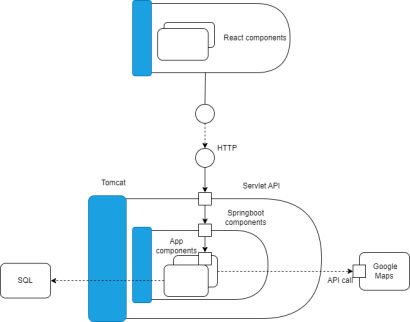 React components
HTTP
Tomcat
Servlet API
Springboot
components
App
components
SQL
API call
Google
Maps